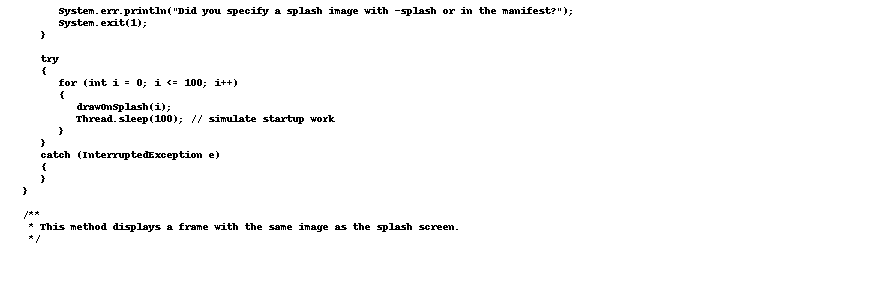 System.err.println("Did you specify a splash image with -splash or in the manifest?");
System.exit(1);
}
try
{
for (int i = 0; i <= 100; i++)
{
drawOnSplash(i);
Thread.sleep(100); // simulate startup work
}
}
catch (InterruptedException e)
{
}
}
/**
* This method displays a frame with the same image as the splash screen.
*/